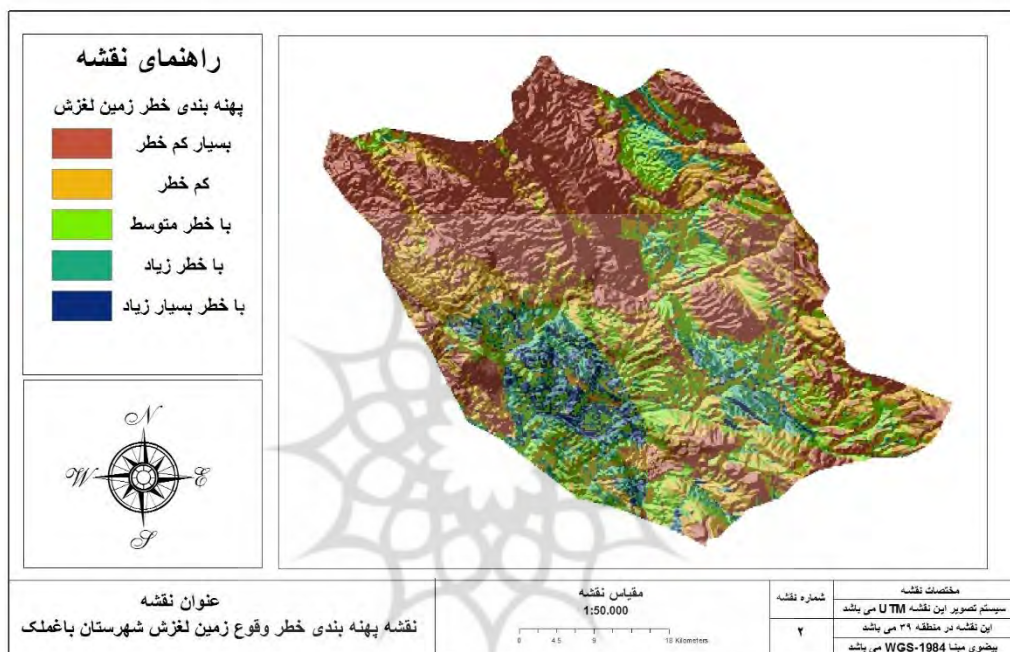 راهنمای نقشه
پهنه بندی خطر زمین لغزش
بسیار کم خطر
کم خطر
با خطر متوسط
با خطر زیاد
با خطر بسیار زیاد
N
W
E
S
عنوان نقشه
نقشه پهنه بندی خطر وقوع زمین لغزش شهرستان باغملک
مقیاس نقشه
1:50.000
0 4.5 9 18 Kilometers
شماره نقشه
۲
مختصات نقشه
سیستم تصویر این نقشه UTM می باشد
این نقشه در منطقه ۳۹ می باشد
بیضوی مبنا WGS-1984 می باشد